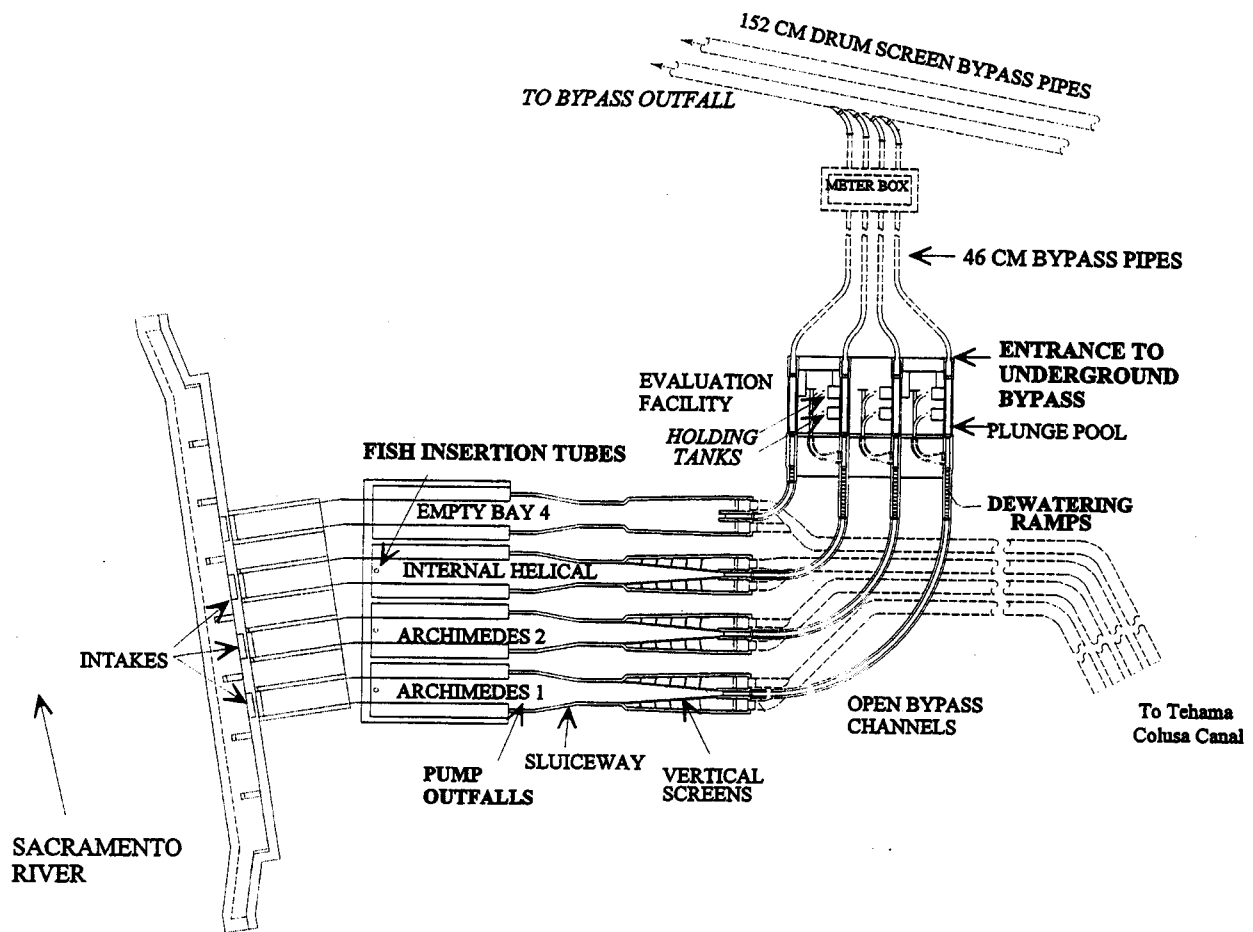 152 CM DRUM SCREEN BYPASS PIPES
TO BYPASS OUTFALL
METER BOX
46 CM BYPASS PIPES
ENTRANCE TO
UNDERGROUND
BYPASS
EVALUATION
FACILITY
HOLDING
TANKS
PLUNGE POOL
FISH INSERTION TUBES
DEWATERING
RAMPS
EMPTY BAY 4
INTERNAL HELICAL
ARCHIMEDES 2
ARCHIMEDES 1
INTAKES
OPEN BYPASS
CHANNELS
To Tehama
Colusa Canal
PUMP
OUTFALLS
SLUICEWAY
VERTICAL
SCREENS
SACRAMENTO
RIVER